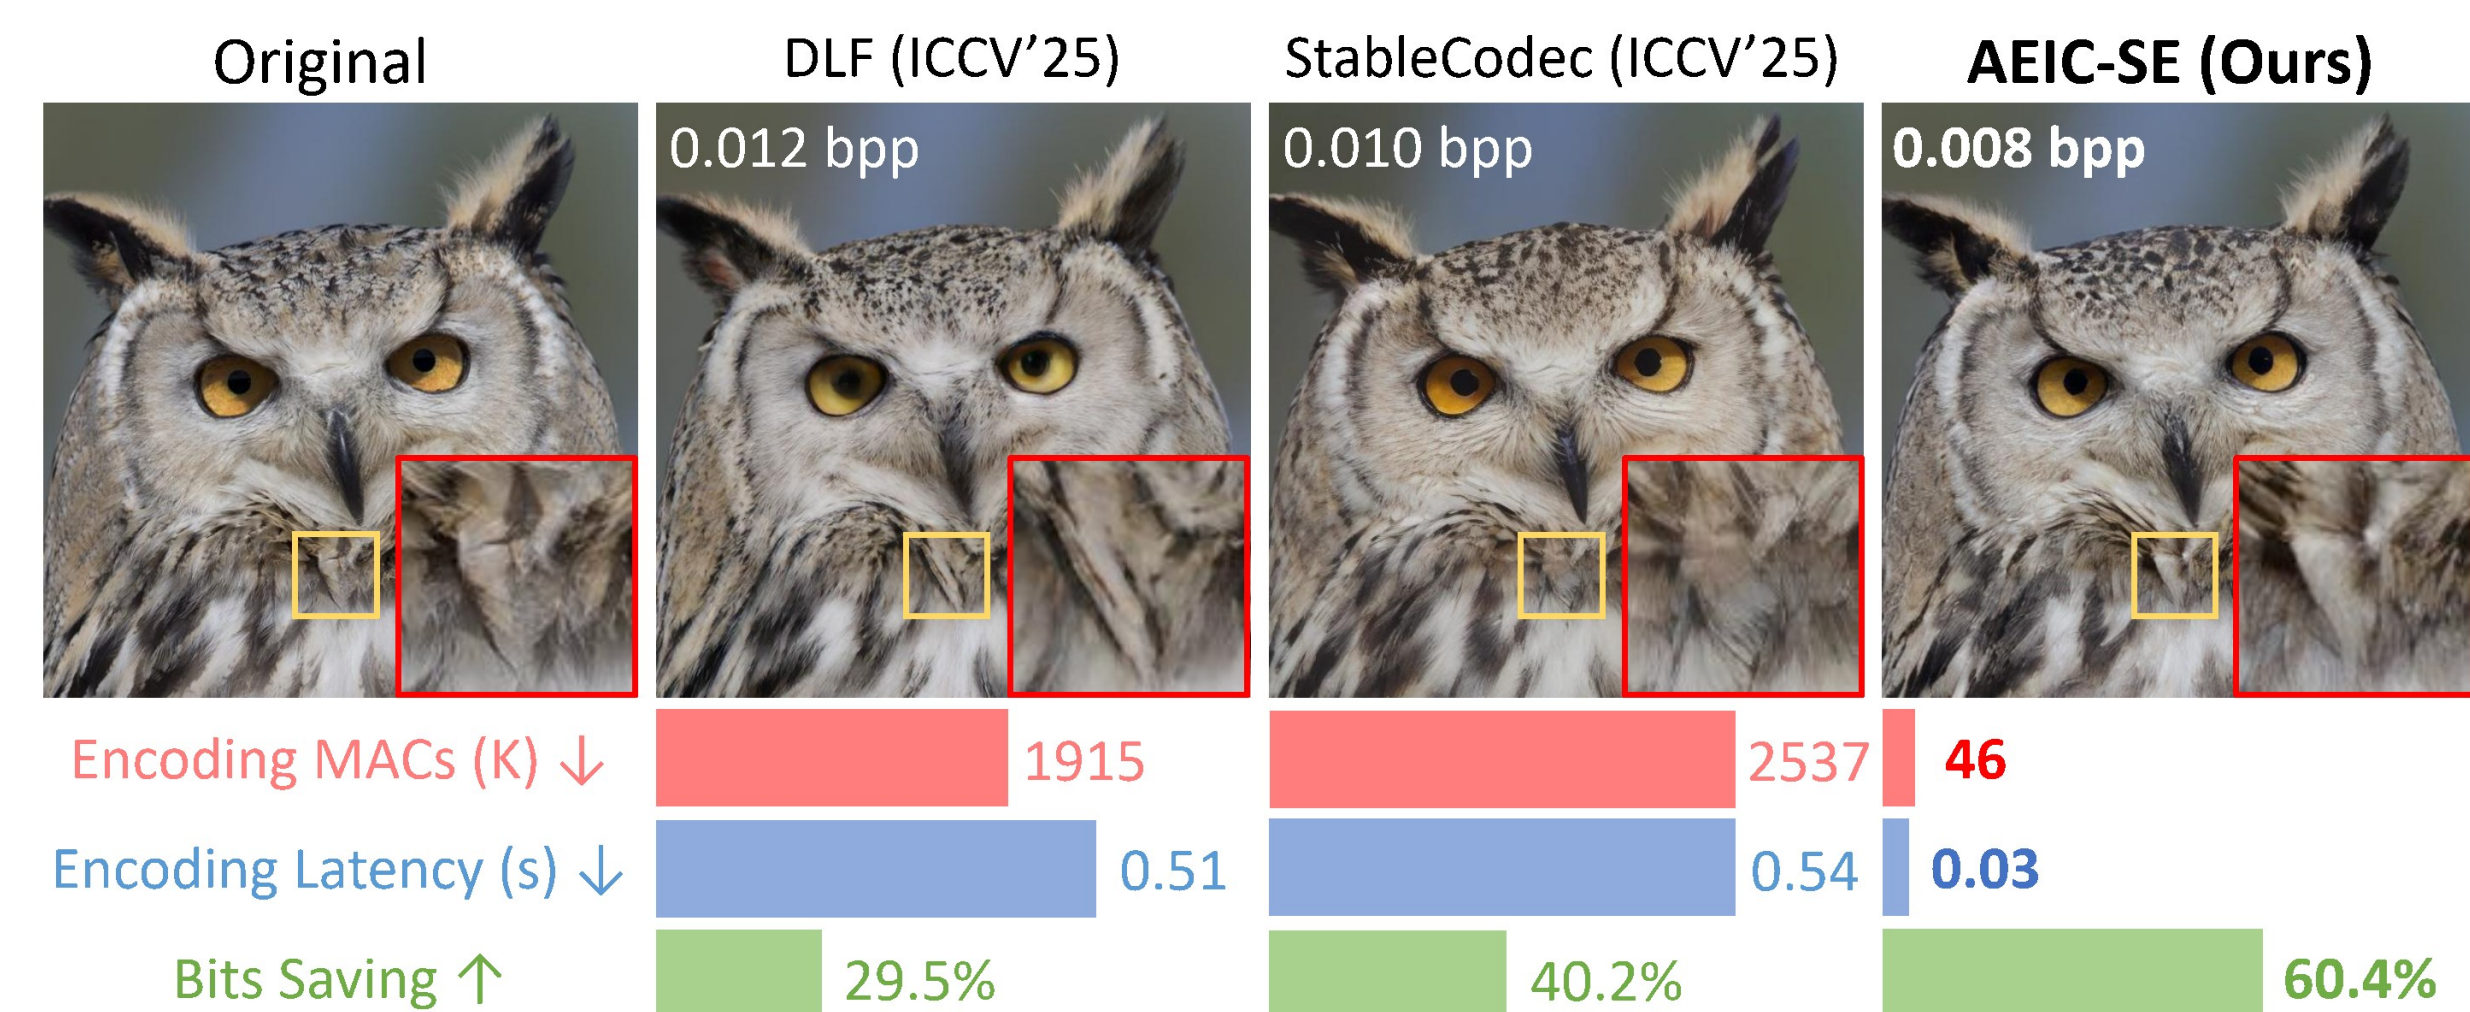 Original DLF (ICCV’25) StableCodec (ICCV’25) AEIC-SE (Ours)
0.012 bpp 0.010 bpp 0.008 bpp
Encoding MACs (K) ↓ 1915 2537 46
Encoding Latency (s) ↓ 0.51 0.54 0.03
Bits Saving ↑ 29.5% 40.2% 60.4%